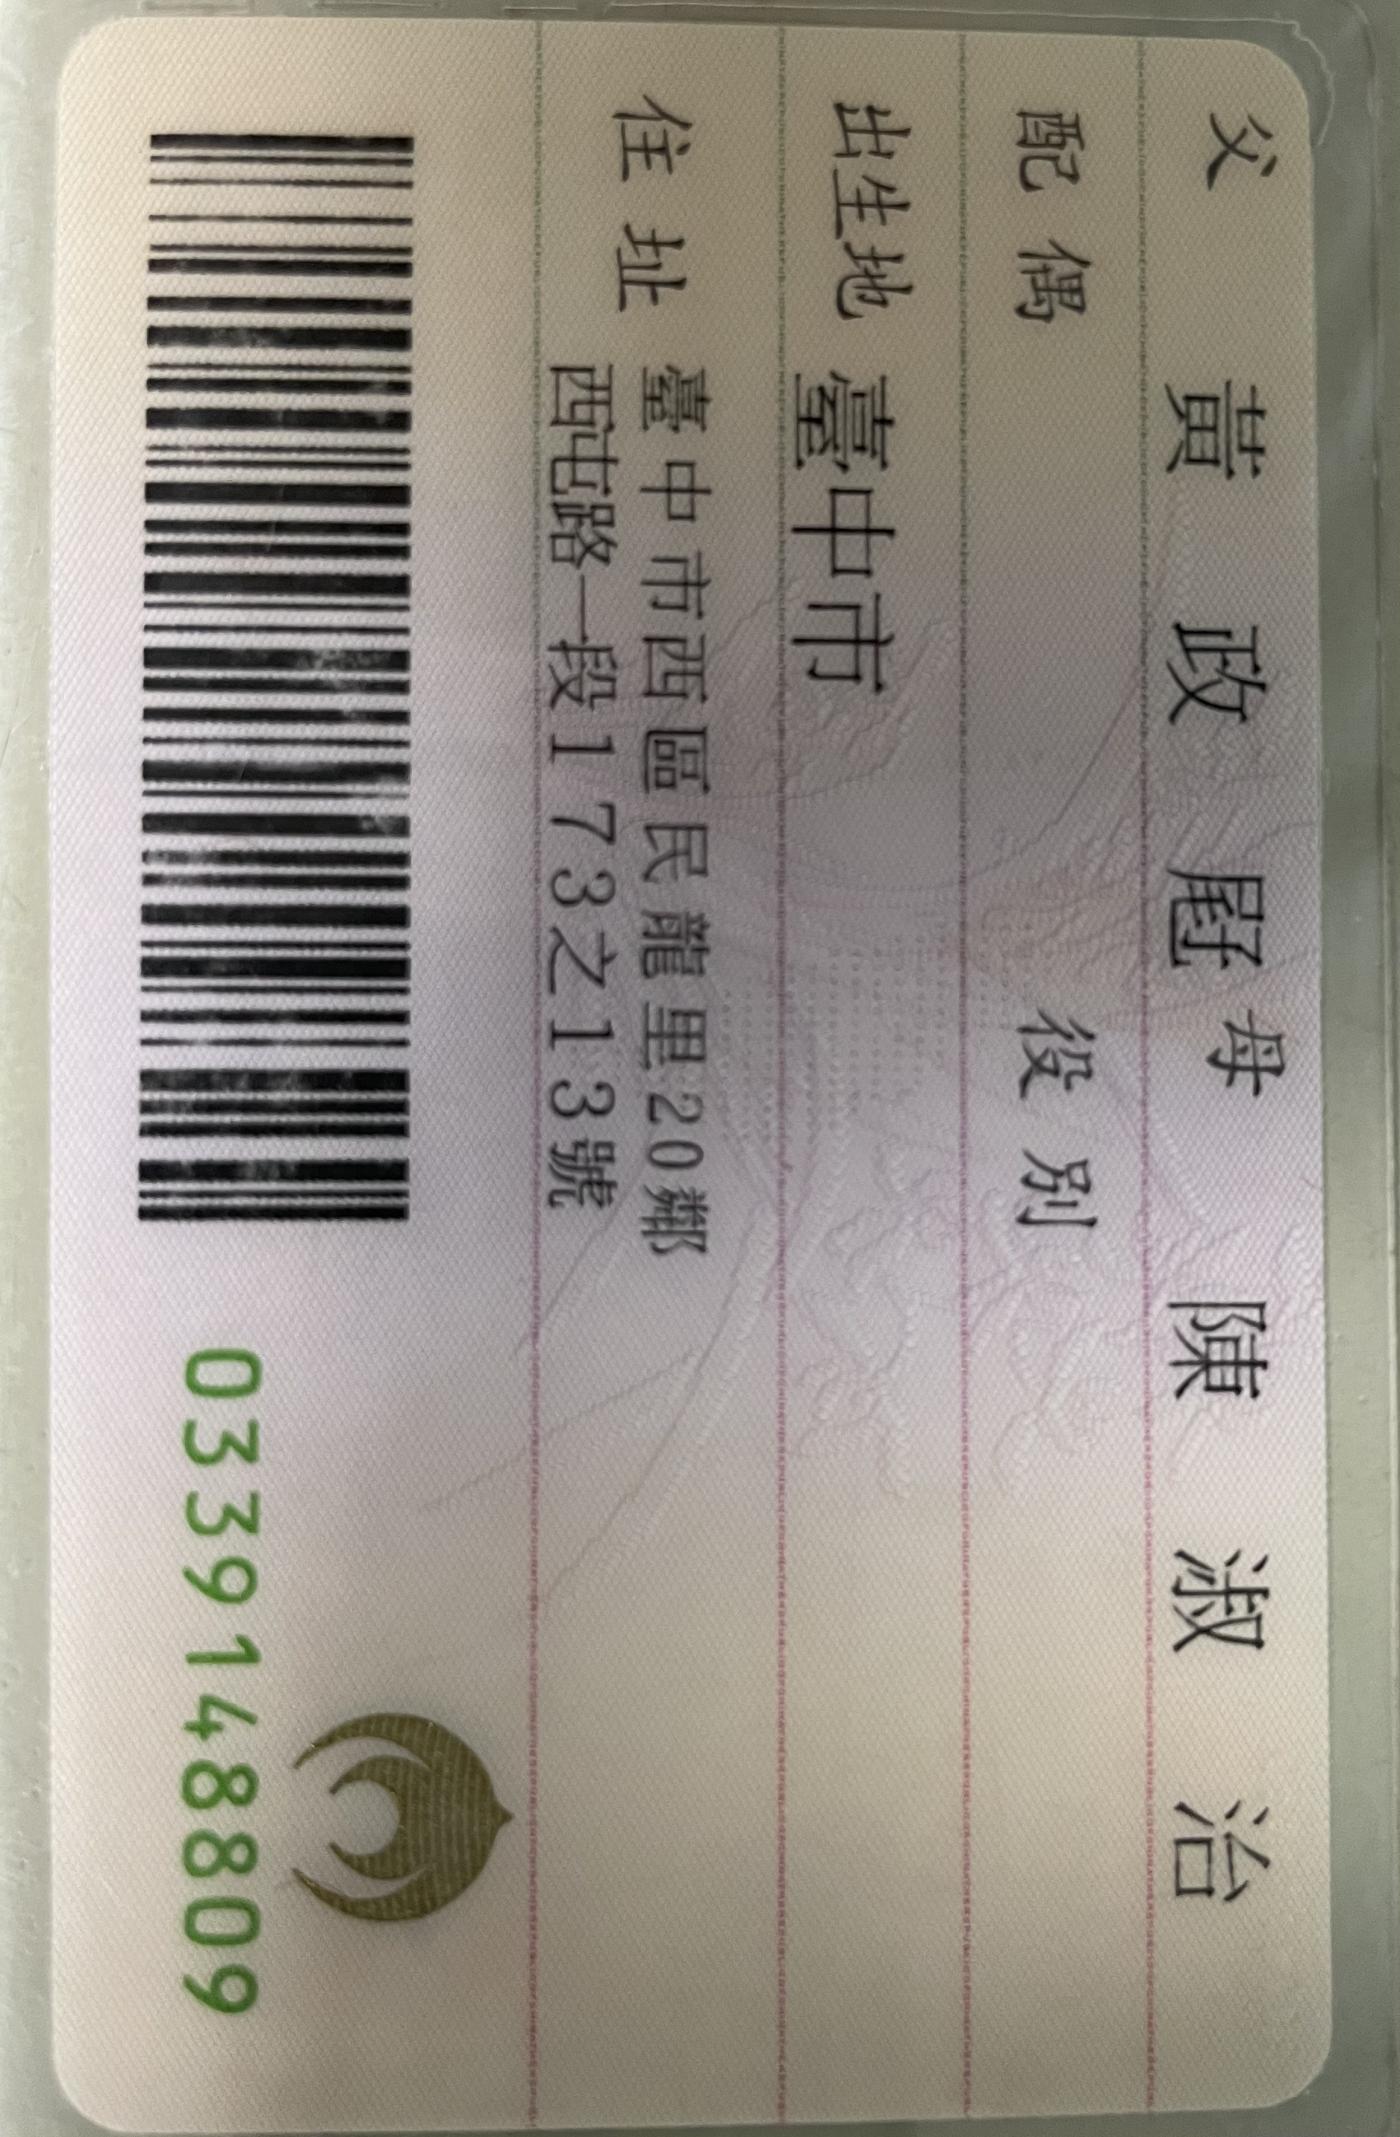 父 黃政尉 母 陳淑治
配偶 役別
出生地 臺中市
住址 臺中市西區民龍里20鄰
西屯路一段173之13號
0339148809